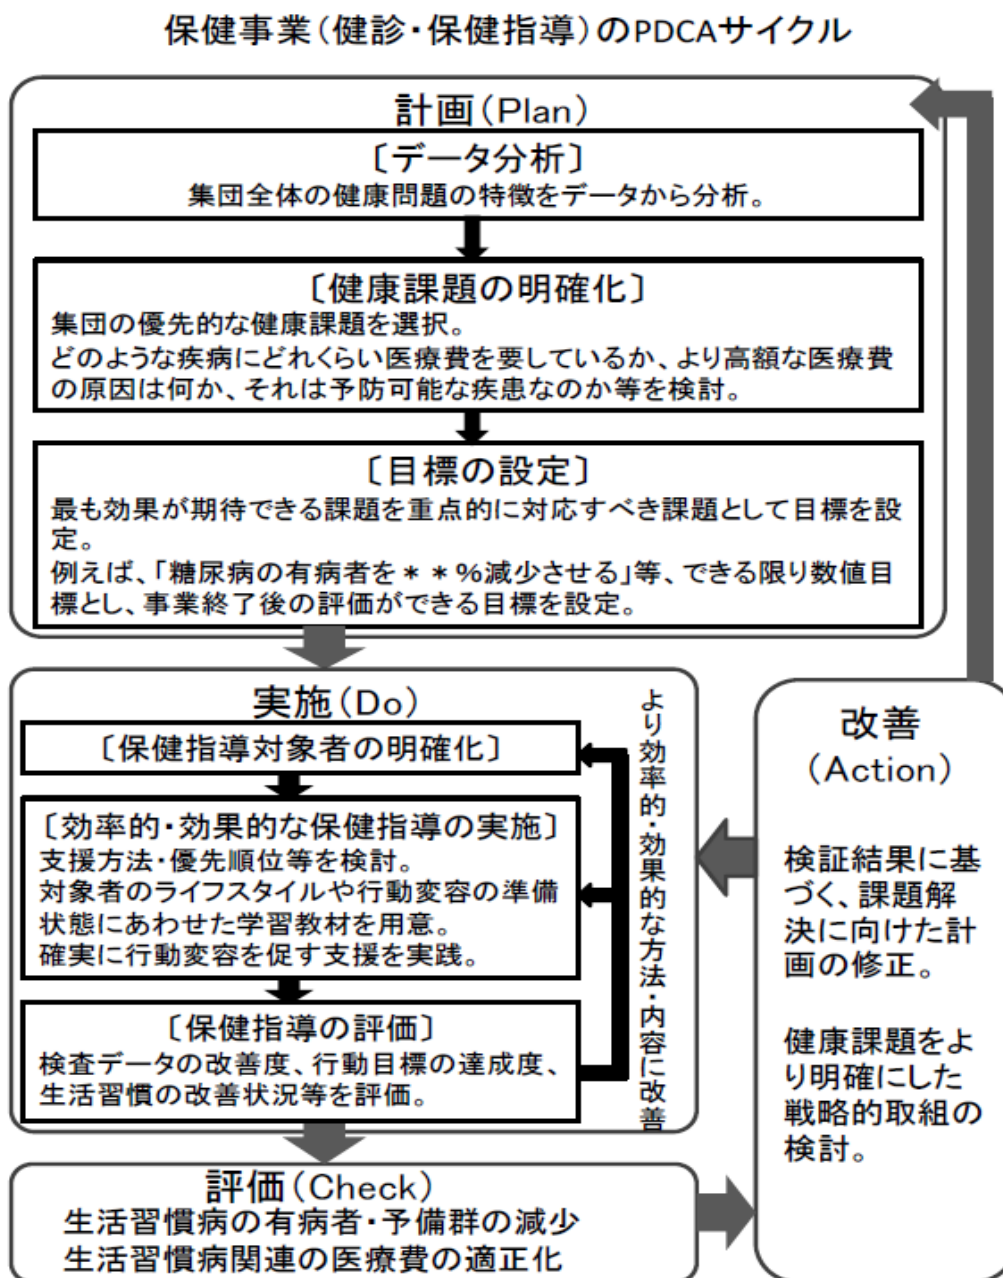 保健事業(健診・保健指導)のPDCAサイクル
計画(Plan)
〔データ分析〕
集団全体の健康問題の特徴をデータから分析。
〔健康課題の明確化〕
集団の優先的な健康課題を選択。
どのような疾病にどれくらい医療費を要しているか、より高額な医療費
の原因は何か、それは予防可能な疾患なのか等を検討。
〔目標の設定〕
最も効果が期待できる課題を重点的に対応すべき課題として目標を設
定。
例えば、「糖尿病の有病者を**%減少させる」等、できる限り数値目
標とし、事業終了後の評価ができる目標を設定。
実施(Do)
〔保健指導対象者の明確化〕
〔効率的・効果的な保健指導の実施〕
支援方法・優先順位等を検討。
対象者のライフスタイルや行動変容の準備
状態にあわせた学習教材を用意。
確実に行動変容を促す支援を実践。
〔保健指導の評価〕
検査データの改善度、行動目標の達成度、
生活習慣の改善状況等を評価。
より効率的・効果的な方法・内容に改善
評価(Check)
生活習慣病の有病者・予備群の減少
生活習慣病関連の医療費の適正化
改善
(Action)
検証結果に基
づく、課題解
決に向けた計
画の修正。
健康課題をよ
り明確にした
戦略的取組の
検討。